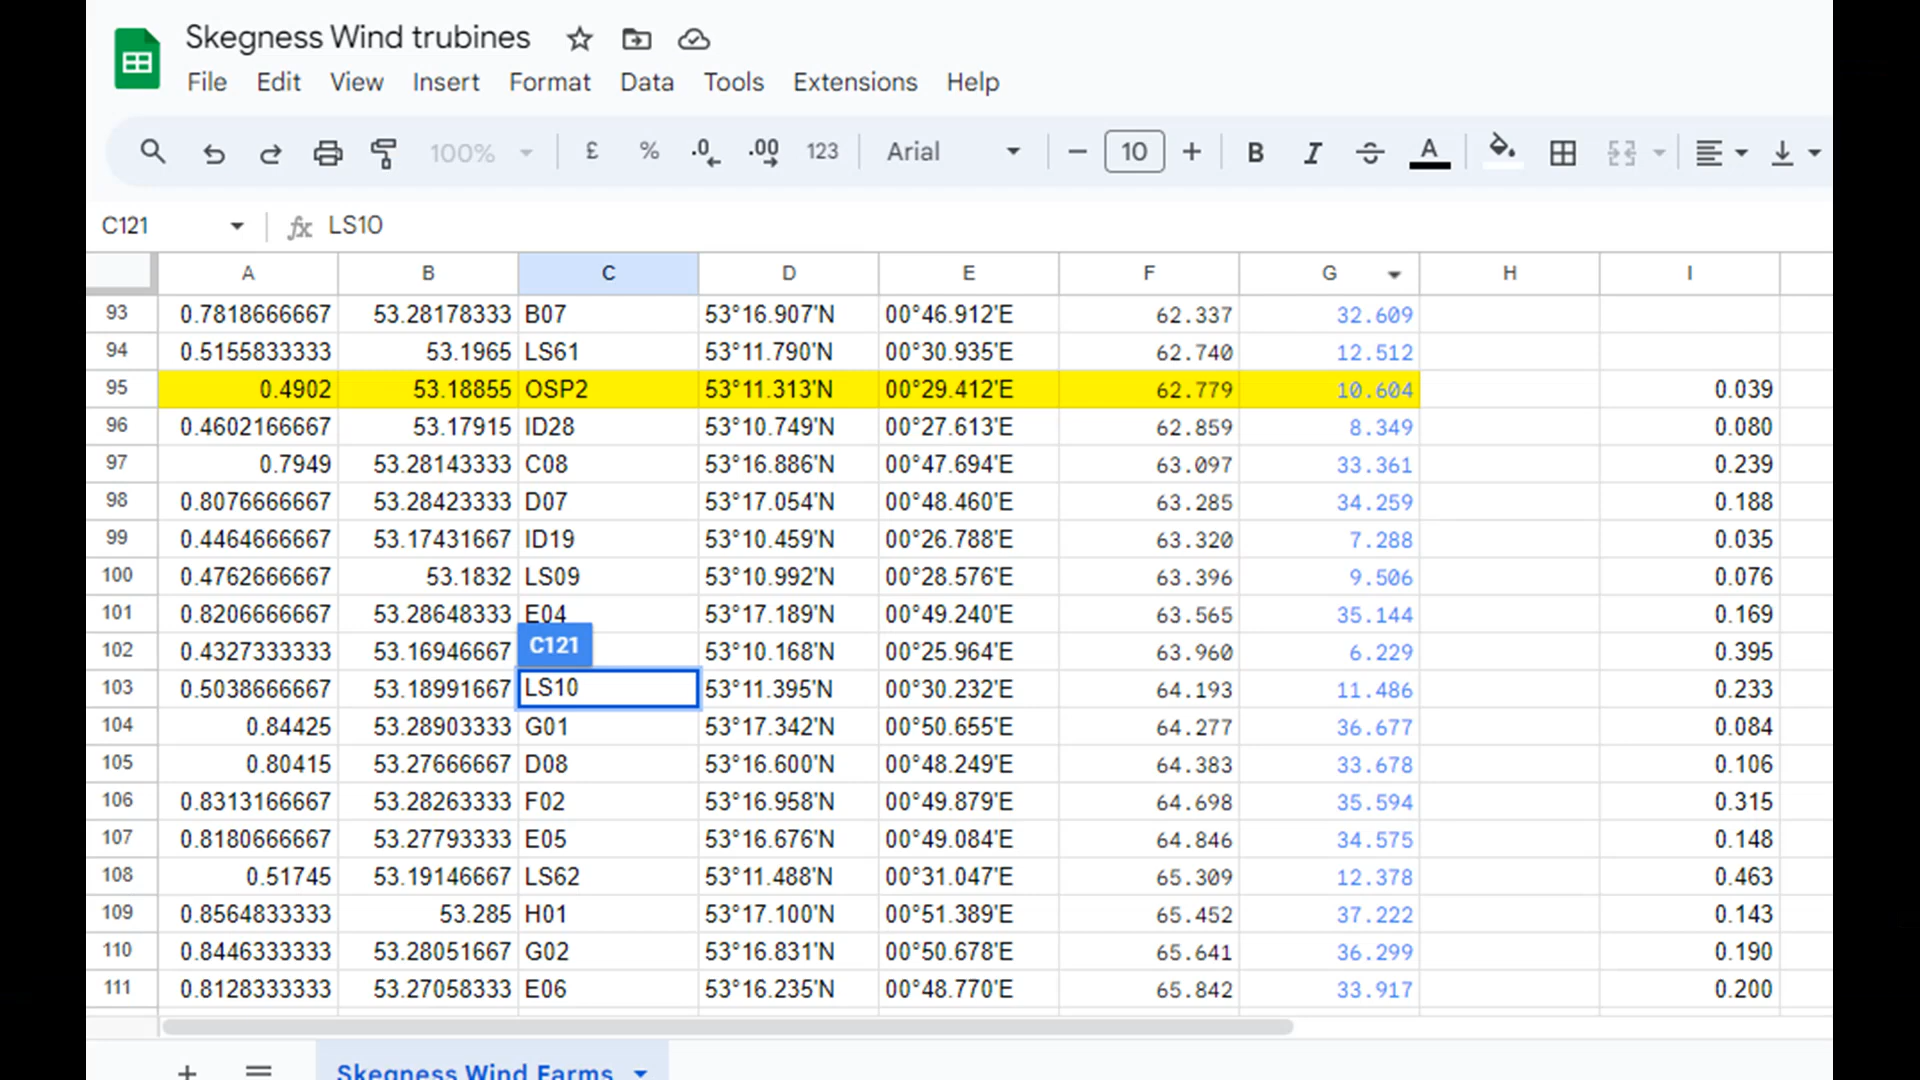 Skegness Wind trubines
File Edit View Insert Format Data Tools Extensions Help
100% £ % .0 .00 123 Arial 10 B I A
C121 fx LS10
A B C D E F G H I
93 0.7818666667 53.28178333 B07 53°16.907'N 00°46.912'E 62.337 32.609
94 0.5155833333 53.1965 LS61 53°11.790'N 00°30.935'E 62.740 12.512
95 0.4902 53.18855 OSP2 53°11.313'N 00°29.412'E 62.779 10.604 0.039
96 0.4602166667 53.17915 ID28 53°10.749'N 00°27.613'E 62.859 8.349 0.080
97 0.7949 53.28143333 C08 53°16.886'N 00°47.694'E 63.097 33.361 0.239
98 0.8076666667 53.28423333 D07 53°17.054'N 00°48.460'E 63.285 34.259 0.188
99 0.4464666667 53.17431667 ID19 53°10.459'N 00°26.788'E 63.320 7.288 0.035
100 0.4762666667 53.1832 LS09 53°10.992'N 00°28.576'E 63.396 9.506 0.076
101 0.8206666667 53.28648333 E04 53°17.189'N 00°49.240'E 63.565 35.144 0.169
102 0.4327333333 53.16946667 C121 53°10.168'N 00°25.964'E 63.960 6.229 0.395
103 0.5038666667 53.18991667 LS10 53°11.395'N 00°30.232'E 64.193 11.486 0.233
104 0.84425 53.28903333 G01 53°17.342'N 00°50.655'E 64.277 36.677 0.084
105 0.80415 53.27666667 D08 53°16.600'N 00°48.249'E 64.383 33.678 0.106
106 0.8313166667 53.28263333 F02 53°16.958'N 00°49.879'E 64.698 35.594 0.315
107 0.8180666667 53.27793333 E05 53°16.676'N 00°49.084'E 64.846 34.575 0.148
108 0.51745 53.19146667 LS62 53°11.488'N 00°31.047'E 65.309 12.378 0.463
109 0.8564833333 53.285 H01 53°17.100'N 00°51.389'E 65.452 37.222 0.143
110 0.8446333333 53.28051667 G02 53°16.831'N 00°50.678'E 65.641 36.299 0.190
111 0.8128333333 53.27058333 E06 53°16.235'N 00°48.770'E 65.842 33.917 0.200
Skegness Wind Farms